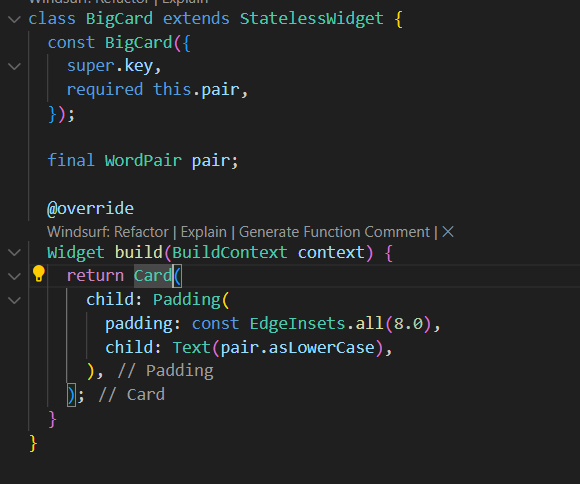 Windsurf: Refactor | Explain
class BigCard extends StatelessWidget {
const BigCard({
super.key,
required this.pair,
});
final WordPair pair;
@override
Windsurf: Refactor | Explain | Generate Function Comment | ×
Widget build(BuildContext context) {
return Card(
child: Padding(
padding: const EdgeInsets.all(8.0),
child: Text(pair.asLowerCase),
), // Padding
); // Card
}
}